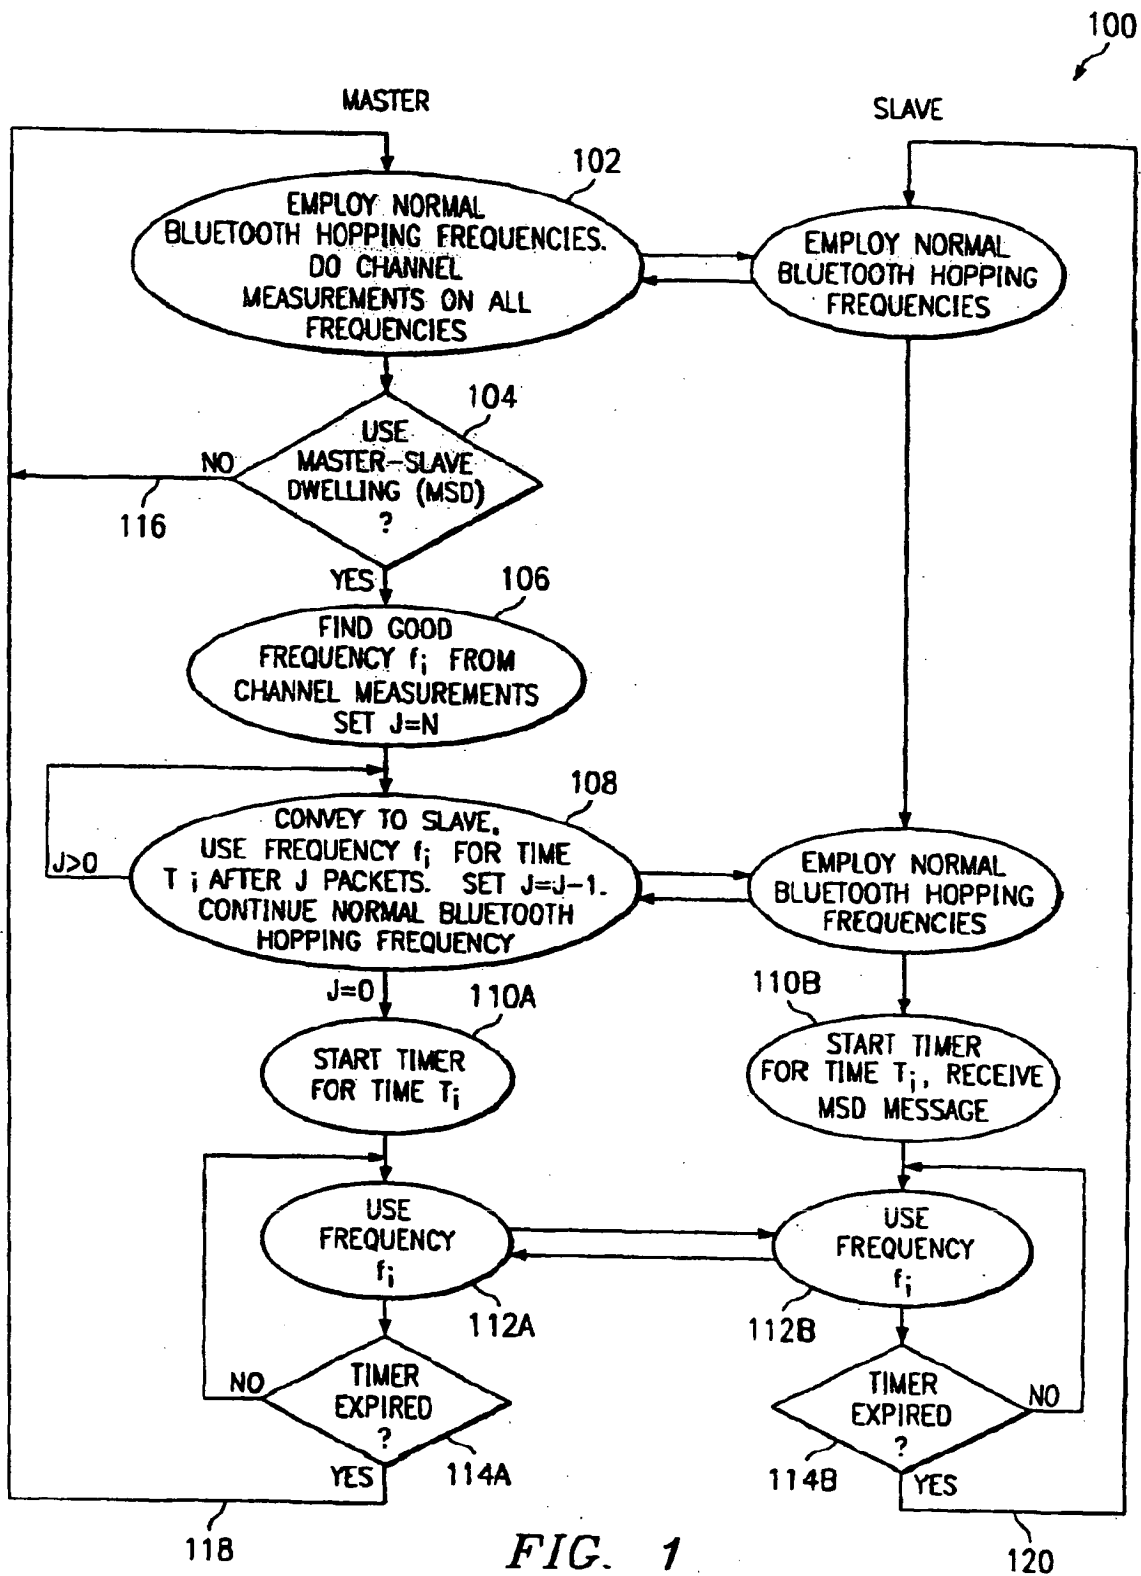 100
MASTER
SLAVE
102
EMPLOY NORMAL
BLUETOOTH HOPPING FREQUENCIES.
DO CHANNEL
MEASUREMENTS ON ALL
FREQUENCIES
EMPLOY NORMAL
BLUETOOTH HOPPING
FREQUENCIES
104
USE
MASTER-SLAVE
DWELLING (MSD)
?
NO
116
YES
106
FIND GOOD
FREQUENCY fi FROM
CHANNEL MEASUREMENTS
SET J=N
108
CONVEY TO SLAVE,
USE FREQUENCY fi FOR TIME
T i AFTER J PACKETS. SET J=J-1.
CONTINUE NORMAL BLUETOOTH
HOPPING FREQUENCY
J>0
EMPLOY NORMAL
BLUETOOTH HOPPING
FREQUENCIES
J=0
110A
START TIMER
FOR TIME Ti
110B
START TIMER
FOR TIME Ti, RECEIVE
MSD MESSAGE
USE
FREQUENCY
fi
112A
USE
FREQUENCY
fi
112B
TIMER
EXPIRED
?
NO
YES
114A
TIMER
EXPIRED
?
NO
YES
114B
118
120
FIG. 1